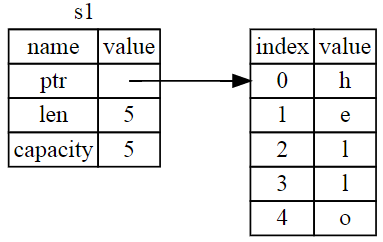 s1
name value
ptr
len 5
capacity 5
index value
0 h
1 e
2 l
3 l
4 o